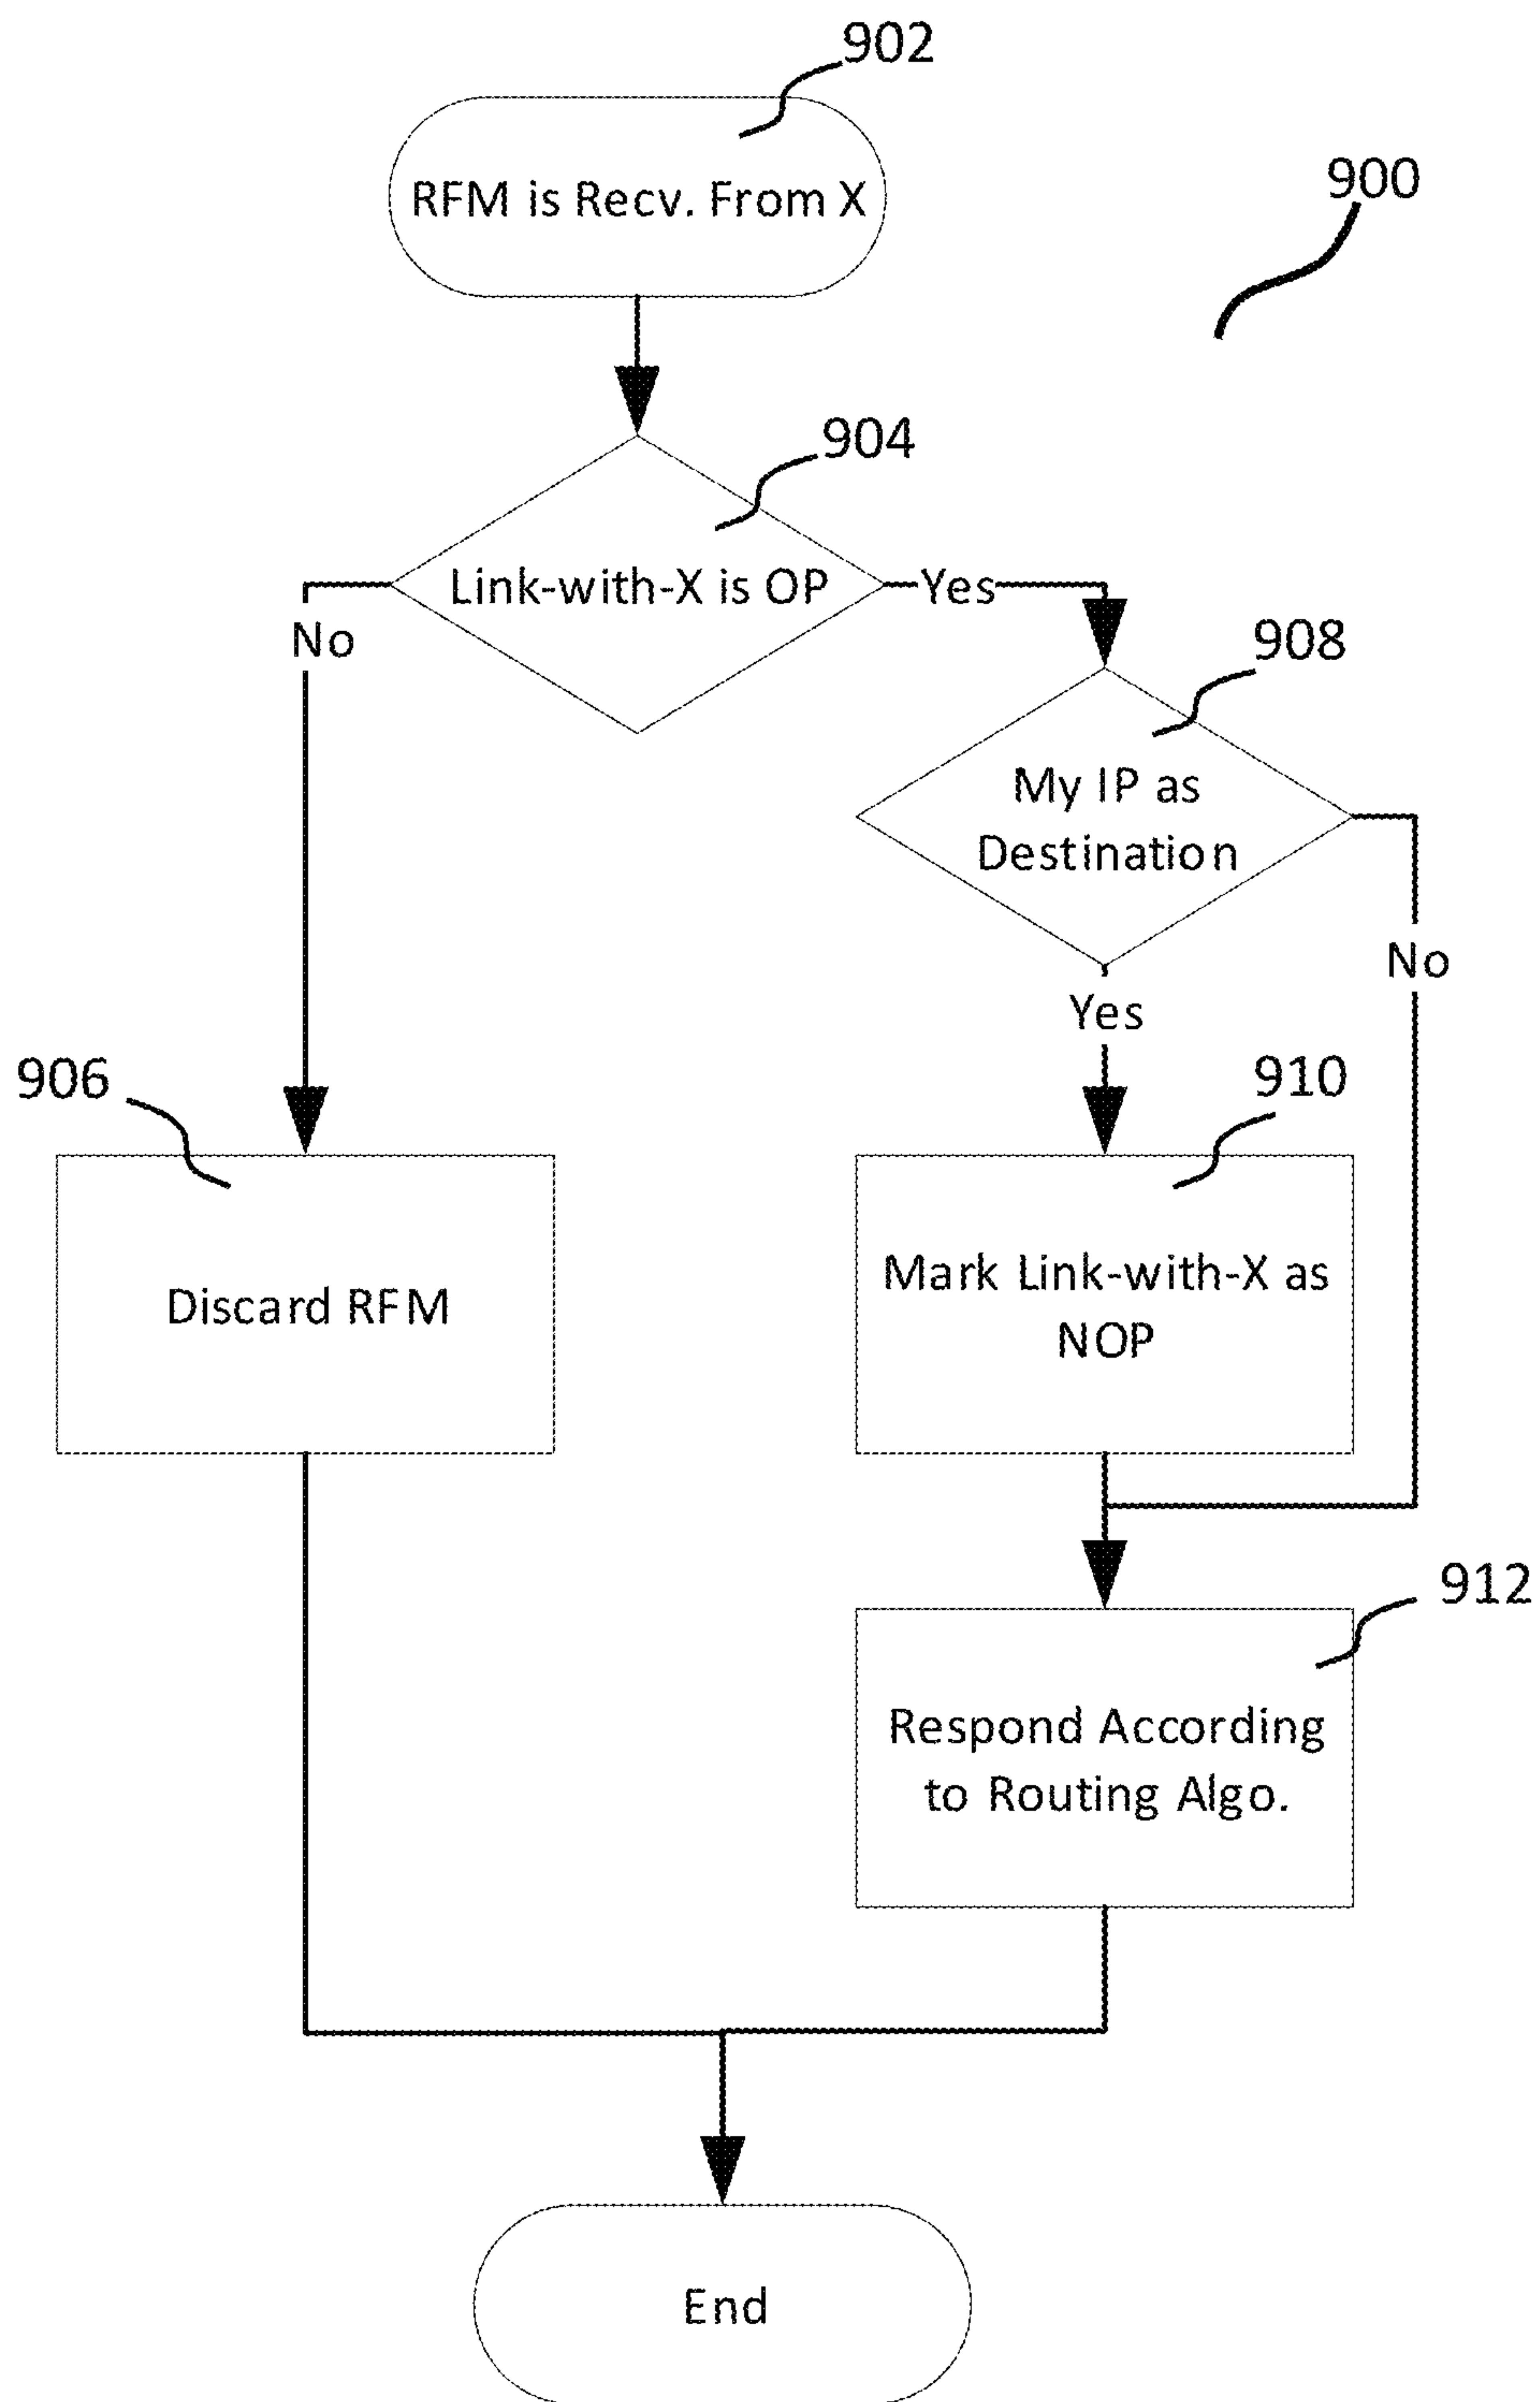 902
RFM is Recv. From X
900
904
Link-with-X is OP
Yes
No
908
My IP as
Destination
No
Yes
906
910
Discard RFM
Mark Link-with-X as
NOP
912
Respond According
to Routing Algo.
End